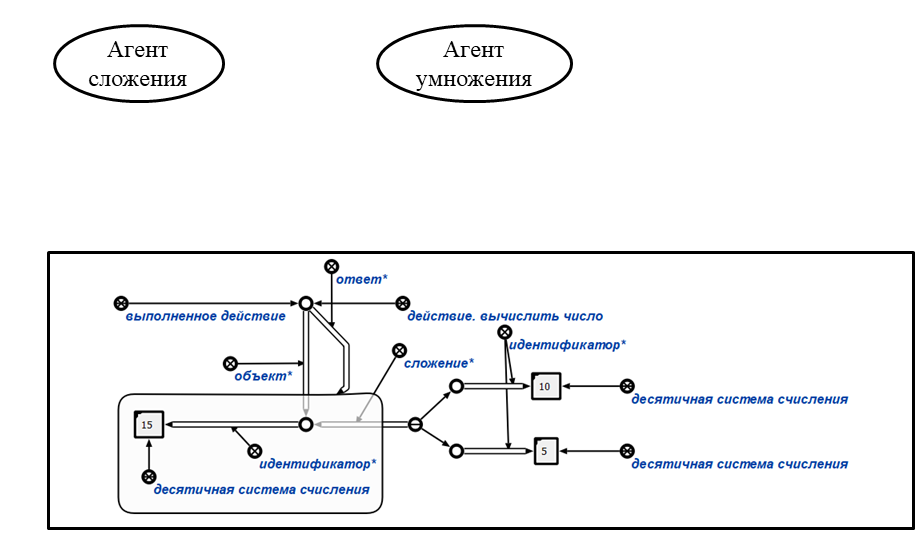 Агент
сложения
Агент
умножения
ответ*
выполненное действие
действие. вычислить число
идентификатор*
объект*
сложение*
10
десятичная система счисления
15
5
идентификатор*
десятичная система счисления
десятичная система счисления